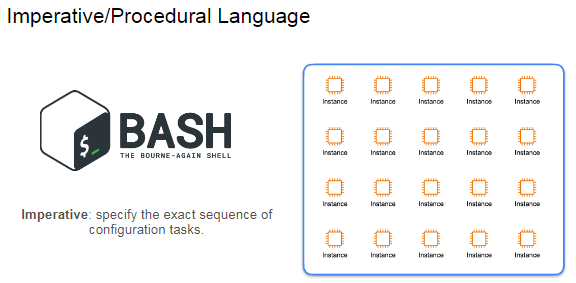 Imperative/Procedural Language
$_
BASH
THE BOURNE-AGAIN SHELL
Imperative: specify the exact sequence of
configuration tasks.
Instance Instance Instance Instance Instance
Instance Instance Instance Instance Instance
Instance Instance Instance Instance Instance
Instance Instance Instance Instance Instance